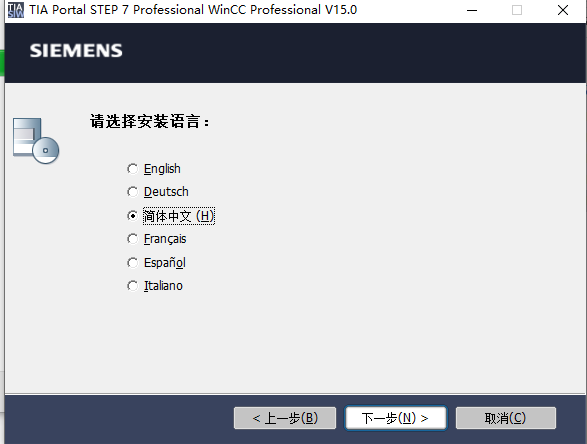 TIA Portal STEP 7 Professional WinCC Professional V15.0
SIEMENS
请选择安装语言：
English
Deutsch
简体中文 (H)
Français
Español
Italiano
< 上一步(B) 下一步(N) > 取消(C)